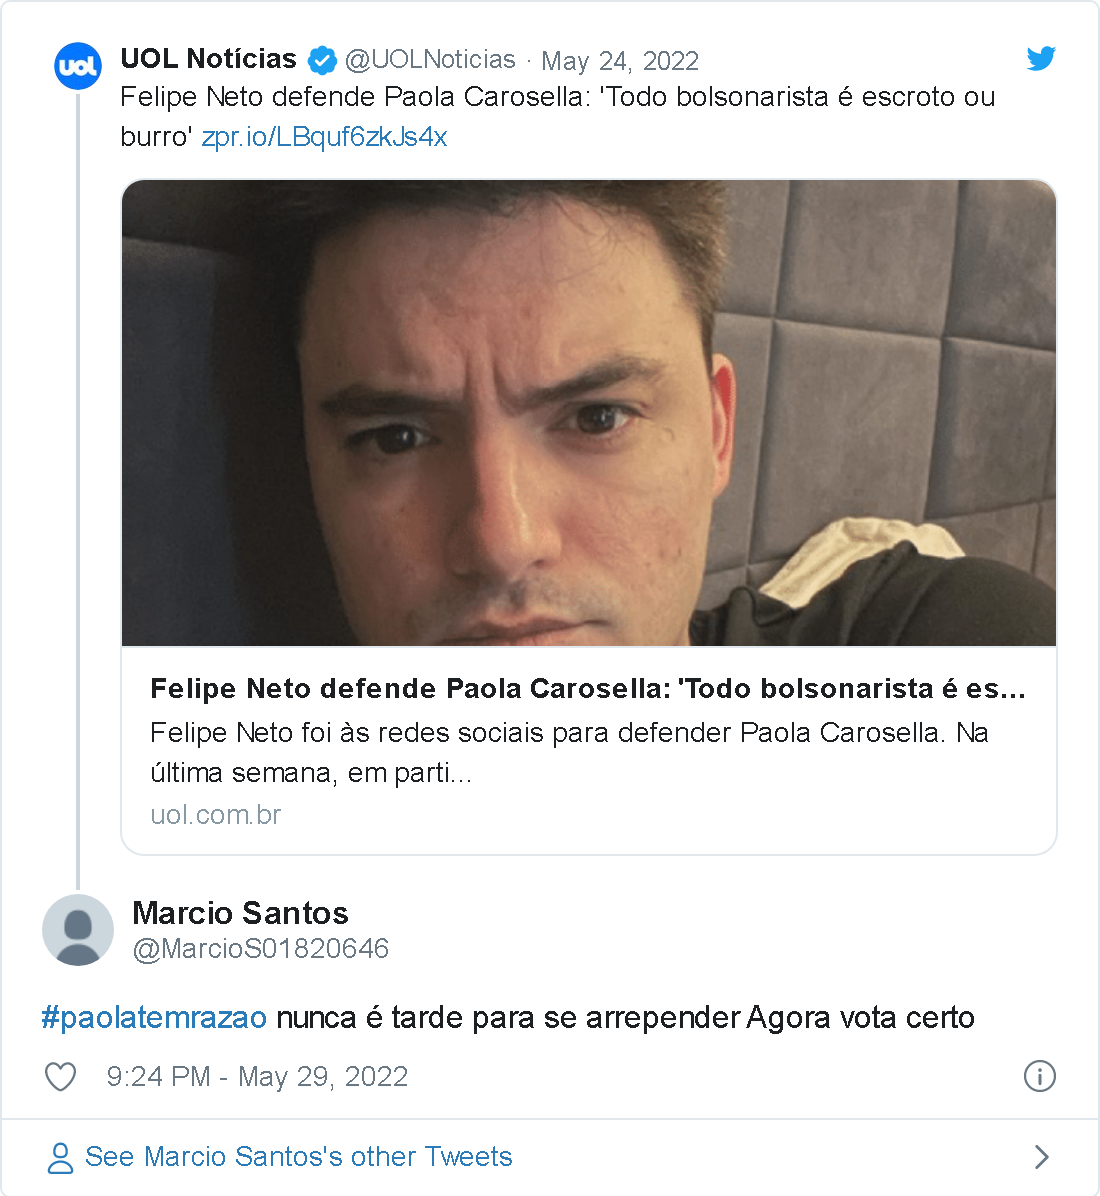 uol
UOL Notícias @UOLNoticias · May 24, 2022
Felipe Neto defende Paola Carosella: 'Todo bolsonarista é escroto ou
burro' zpr.io/LBquf6zkJs4x
Felipe Neto defende Paola Carosella: 'Todo bolsonarista é es...
Felipe Neto foi às redes sociais para defender Paola Carosella. Na
última semana, em parti...
uol.com.br
Marcio Santos
@MarcioS01820646
#paolatemrazao nunca é tarde para se arrepender Agora vota certo
9:24 PM - May 29, 2022
See Marcio Santos's other Tweets